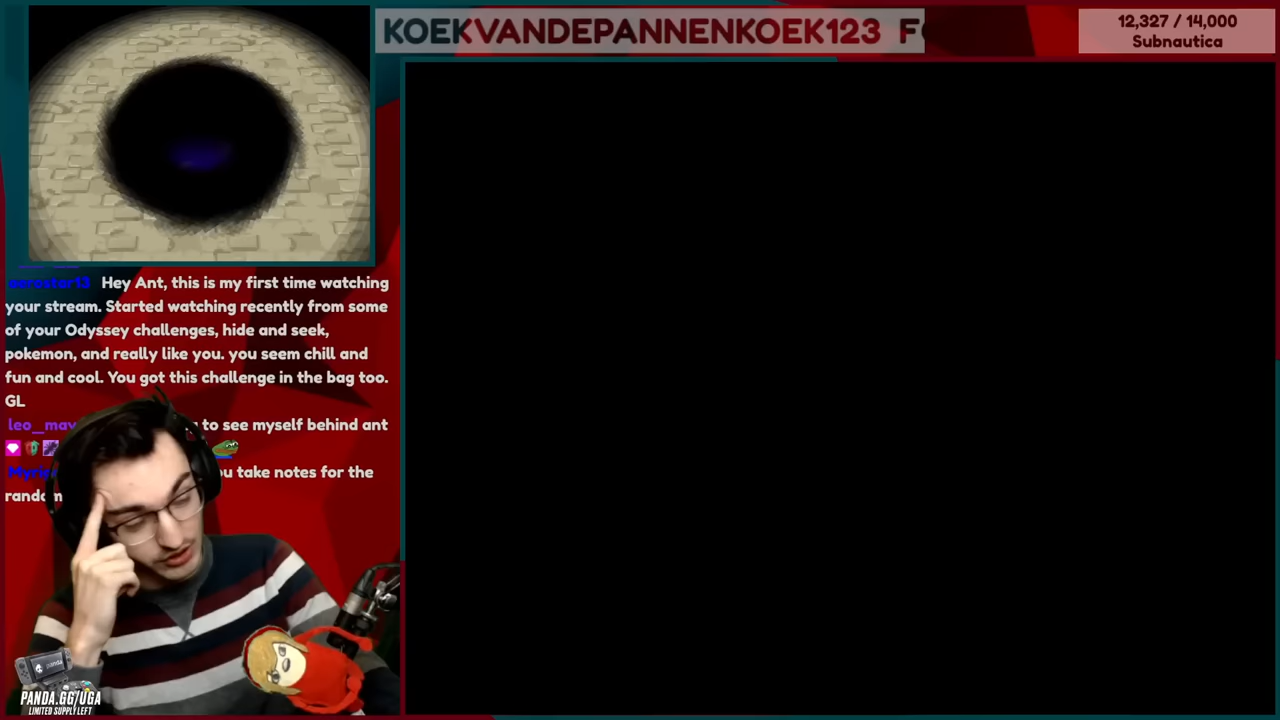 KOEKVANDEPANNENKOEK123 F
12,327 / 14,000
Subnautica
aerostar13 Hey Ant, this is my first time watching
your stream. Started watching recently from some
of your Odyssey challenges, hide and seek,
pokemon, and really like you. you seem chill and
fun and cool. You got this challenge in the bag too.
GL
to see myself behind ant
take notes for the
PANDA.GG/UGA
LIMITED SUPPLY LEFT